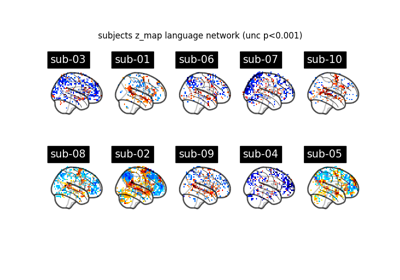 subjects z_map language network (unc p<0.001)
sub-03 sub-01 sub-06 sub-07 sub-10
sub-08 sub-02 sub-09 sub-04 sub-05